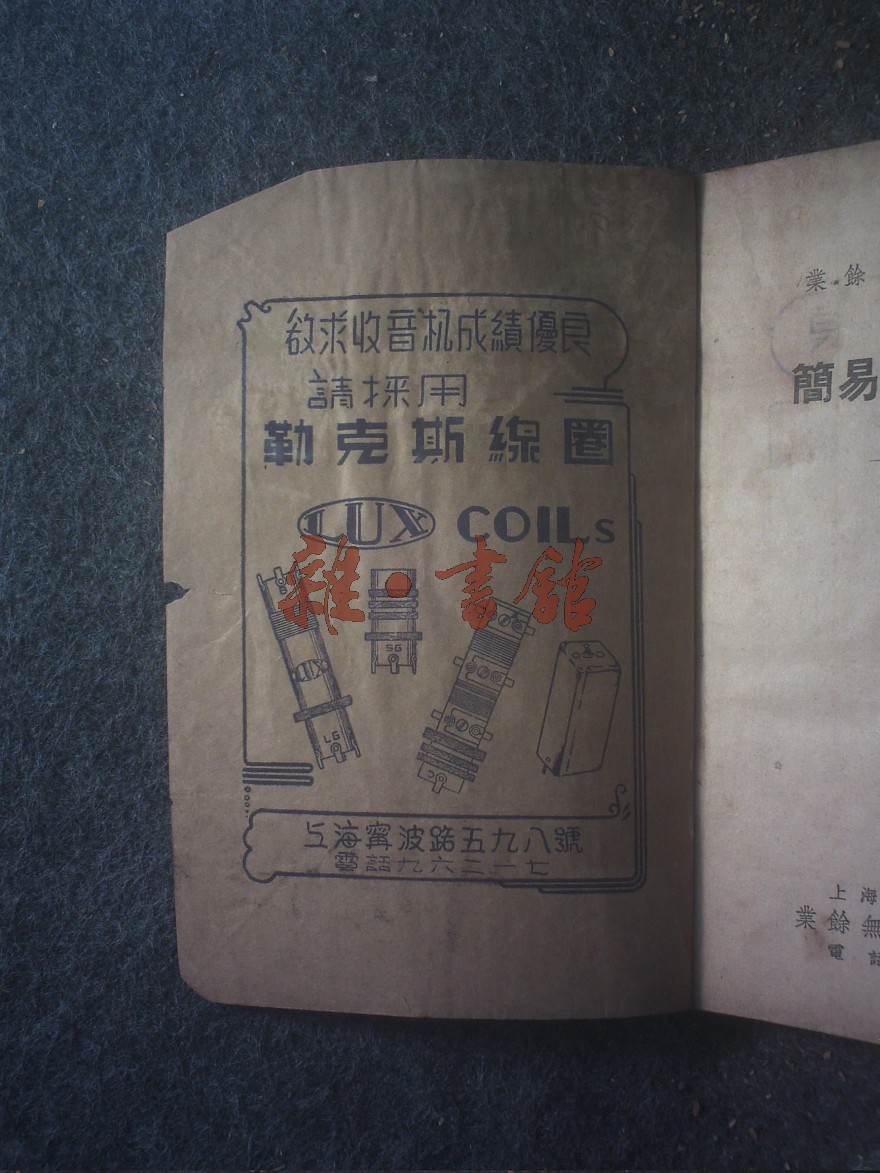 欲求收音机成績優良
請採用
勒克斯線圈
LUX COILs
雜·書館
SG
LUX
LG
上海寧波路五九八號
電話九六二一七
業餘
簡易
上海
業餘無
電話